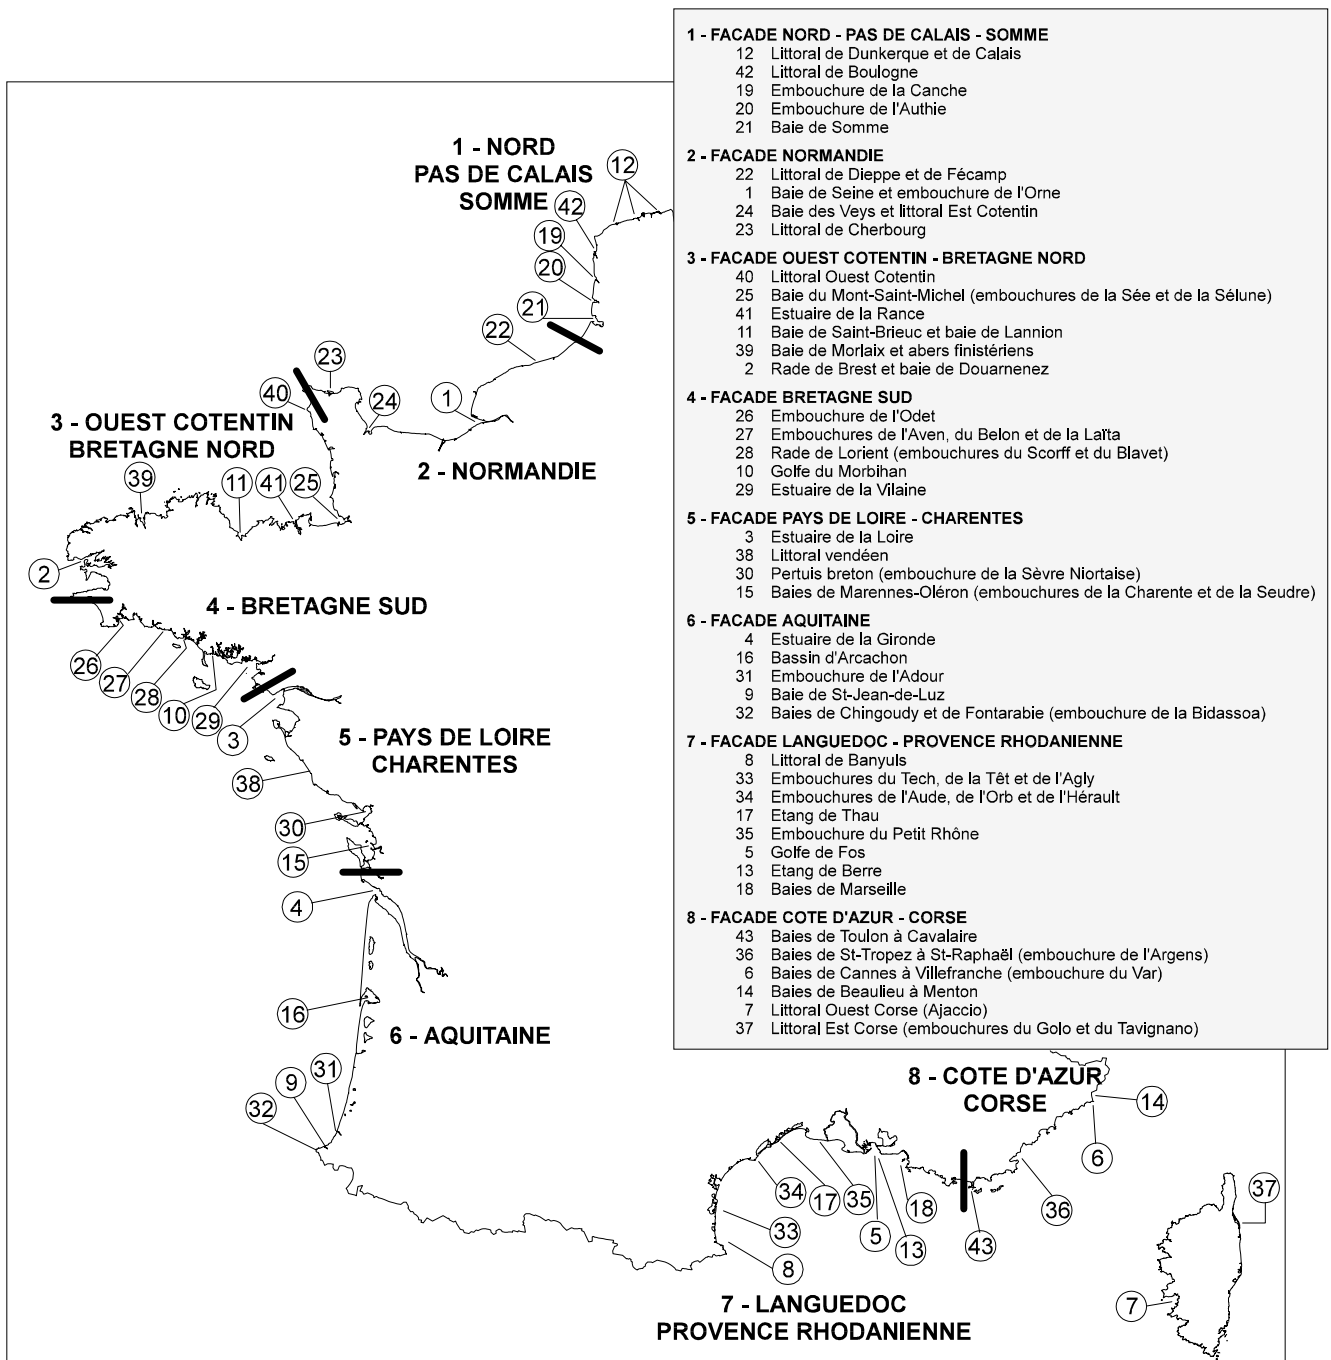 1 - FACADE NORD - PAS DE CALAIS - SOMME
12 Littoral de Dunkerque et de Calais
42 Littoral de Boulogne
19 Embouchure de la Canche
20 Embouchure de l'Authie
21 Baie de Somme
2 - FACADE NORMANDIE
22 Littoral de Dieppe et de Fécamp
1 Baie de Seine et embouchure de l'Orne
24 Baie des Veys et littoral Est Cotentin
23 Littoral de Cherbourg
3 - FACADE OUEST COTENTIN - BRETAGNE NORD
40 Littoral Ouest Cotentin
25 Baie du Mont-Saint-Michel (embouchures de la Sée et de la Sélune)
41 Estuaire de la Rance
11 Baie de Saint-Brieuc et baie de Lannion
39 Baie de Morlaix et abers finistériens
2 Rade de Brest et baie de Douarnenez
4 - FACADE BRETAGNE SUD
26 Embouchure de l'Odet
27 Embouchures de l'Aven, du Belon et de la Laïta
28 Rade de Lorient (embouchures du Scorff et du Blavet)
10 Golfe du Morbihan
29 Estuaire de la Vilaine
5 - FACADE PAYS DE LOIRE - CHARENTES
3 Estuaire de la Loire
38 Littoral vendéen
30 Pertuis breton (embouchure de la Sèvre Niortaise)
15 Baies de Marennes-Oléron (embouchures de la Charente et de la Seudre)
6 - FACADE AQUITAINE
4 Estuaire de la Gironde
16 Bassin d'Arcachon
31 Embouchure de l'Adour
9 Baie de St-Jean-de-Luz
32 Baies de Chingoudy et de Fontarabie (embouchure de la Bidassoa)
7 - FACADE LANGUEDOC - PROVENCE RHODANIENNE
8 Littoral de Banyuls
33 Embouchures du Tech, de la Têt et de l'Agly
34 Embouchures de l'Aude, de l'Orb et de l'Hérault
17 Etang de Thau
35 Embouchure du Petit Rhône
5 Golfe de Fos
13 Etang de Berre
18 Baies de Marseille
8 - FACADE COTE D'AZUR - CORSE
43 Baies de Toulon à Cavalaire
36 Baies de St-Tropez à St-Raphaël (embouchure de l'Argens)
6 Baies de Cannes à Villefranche (embouchure du Var)
14 Baies de Beaulieu à Menton
7 Littoral Ouest Corse (Ajaccio)
37 Littoral Est Corse (embouchures du Golo et du Tavignano)
1 - NORD
PAS DE CALAIS
SOMME
12
42
19
20
21
22
23
40
24
1
2 - NORMANDIE
3 - OUEST COTENTIN
BRETAGNE NORD
39
11
41
25
2
4 - BRETAGNE SUD
26
27
28
10
29
3
5 - PAYS DE LOIRE
CHARENTES
38
30
15
4
16
6 - AQUITAINE
31
9
32
8 - COTE D'AZUR
CORSE
14
6
36
43
34
17
35
5
13
18
33
8
37
7
7 - LANGUEDOC
PROVENCE RHODANIENNE